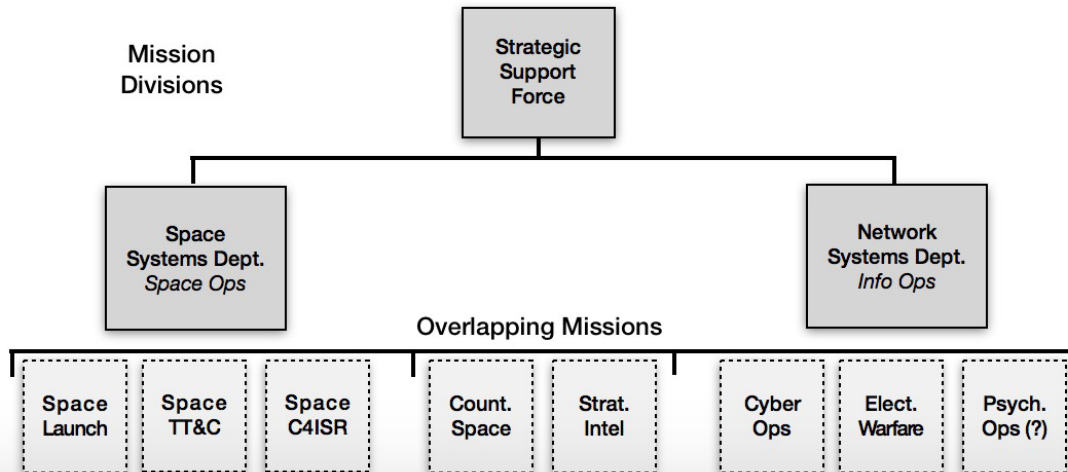 Mission
Divisions
Strategic
Support
Force
Space
Systems Dept.
Space Ops
Network
Systems Dept.
Info Ops
Overlapping Missions
Space
Launch
Space
TT&C
Space
C4ISR
Count.
Space
Strat.
Intel
Cyber
Ops
Elect.
Warfare
Psych.
Ops (?)